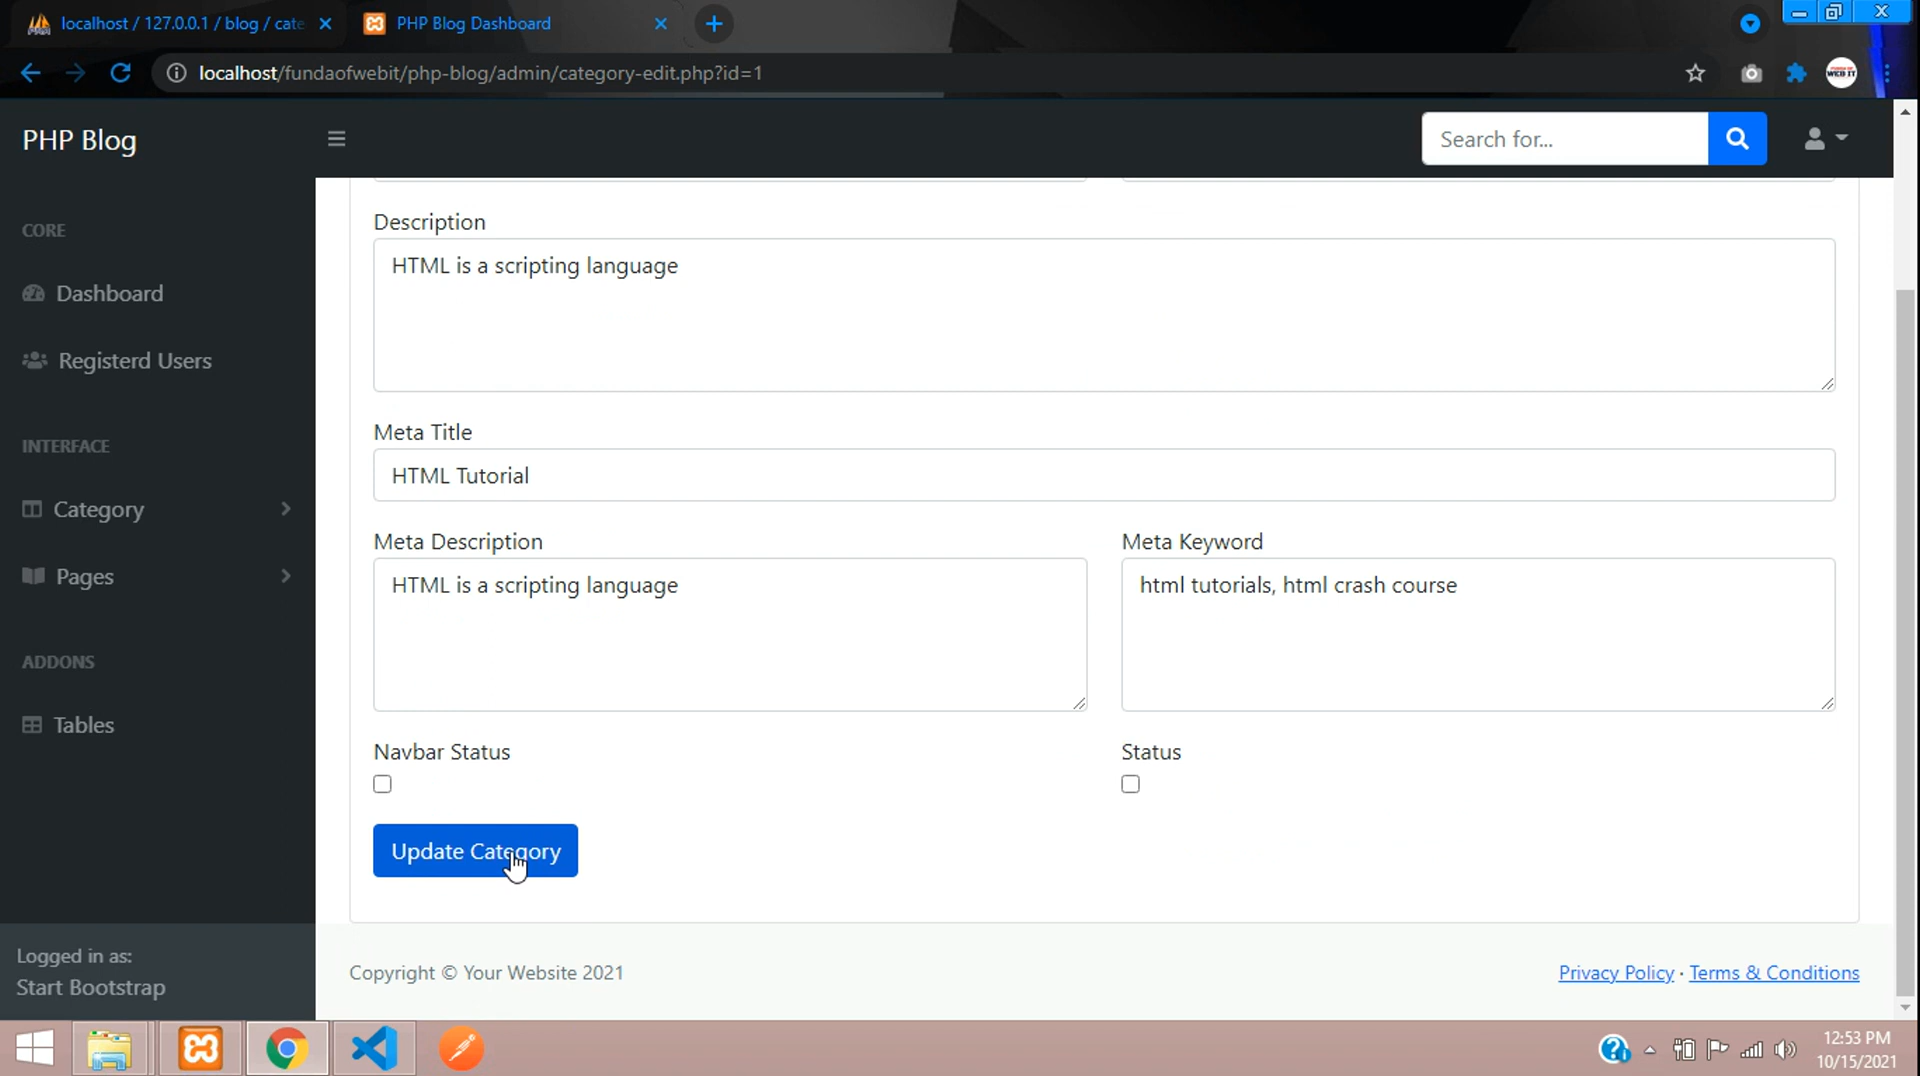 localhost / 127.0.0.1 / blog / cate
PHP Blog Dashboard
localhost/fundaofwebit/php-blog/admin/category-edit.php?id=1
WEB IT
PHP Blog
Search for...
CORE
Dashboard
Registerd Users
INTERFACE
Category
Pages
ADDONS
Tables
Logged in as:
Start Bootstrap
Description
HTML is a scripting language
Meta Title
HTML Tutorial
Meta Description
Meta Keyword
HTML is a scripting language
html tutorials, html crash course
Navbar Status
Status
Update Category
Copyright © Your Website 2021
Privacy Policy · Terms & Conditions
12:53 PM
10/15/2021